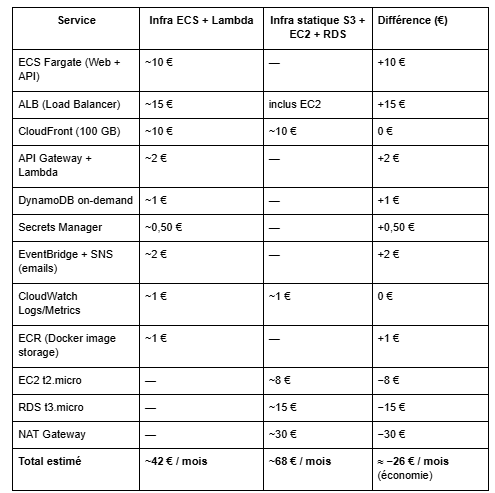 Service Infra ECS + Lambda Infra statique S3 + Différence (€)
EC2 + RDS
ECS Fargate (Web + ~10 € — +10 €
API)
ALB (Load Balancer) ~15 € inclus EC2 +15 €
CloudFront (100 GB) ~10 € ~10 € 0 €
API Gateway + ~2 € — +2 €
Lambda
DynamoDB on-demand ~1 € — +1 €
Secrets Manager ~0,50 € — +0,50 €
EventBridge + SNS ~2 € — +2 €
(emails)
CloudWatch ~1 € ~1 € 0 €
Logs/Metrics
ECR (Docker image ~1 € — +1 €
storage)
EC2 t2.micro — ~8 € −8 €
RDS t3.micro — ~15 € −15 €
NAT Gateway — ~30 € −30 €
Total estimé ~42 € / mois ~68 € / mois ≈ −26 € / mois
(économie)